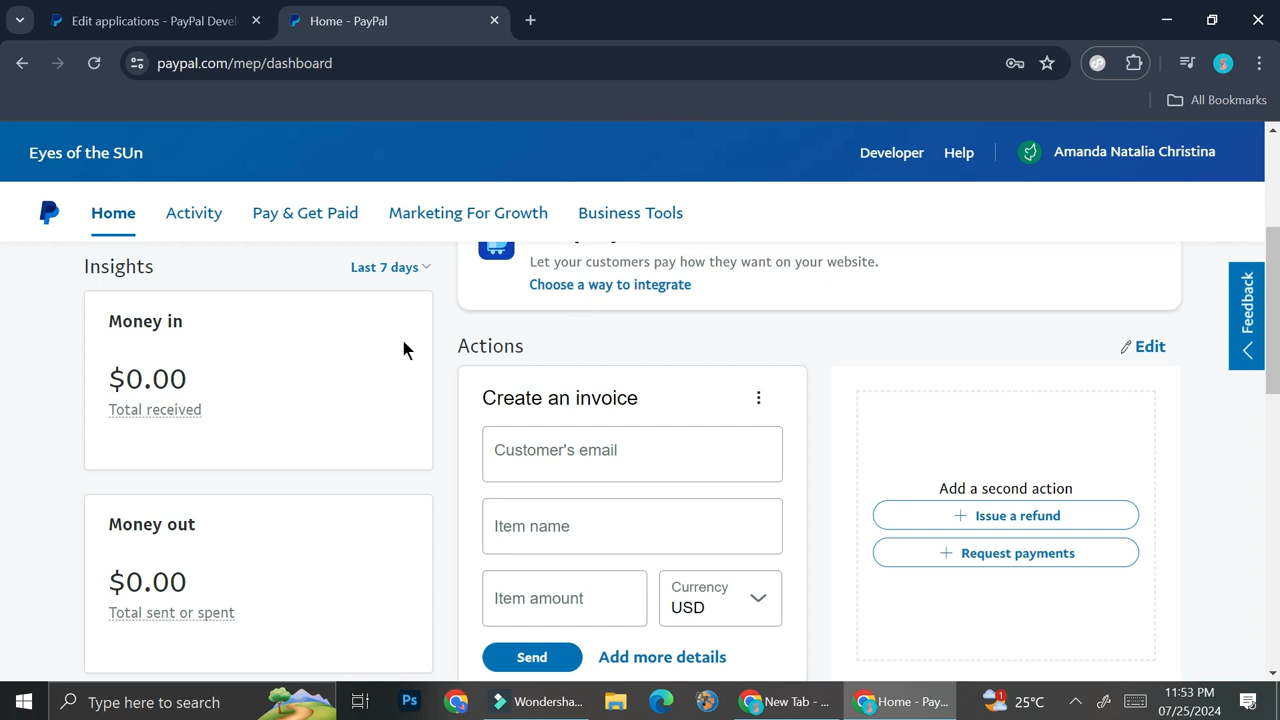 Edit applications - PayPal Devel
Home - PayPal
paypal.com/mep/dashboard
All Bookmarks
Eyes of the SUn
Developer
Help
Amanda Natalia Christina
Home
Activity
Pay & Get Paid
Marketing For Growth
Business Tools
Insights
Last 7 days
Let your customers pay how they want on your website.
Choose a way to integrate
Feedback
Money in
$0.00
Total received
Actions
Edit
Create an invoice
Customer's email
Item name
Item amount
Currency
USD
Send
Add more details
Add a second action
+ Issue a refund
+ Request payments
Money out
$0.00
Total sent or spent
Type here to search
Ps
Wondersha...
New Tab - ...
Home - Pay...
1
25°C
11:53 PM
07/25/2024